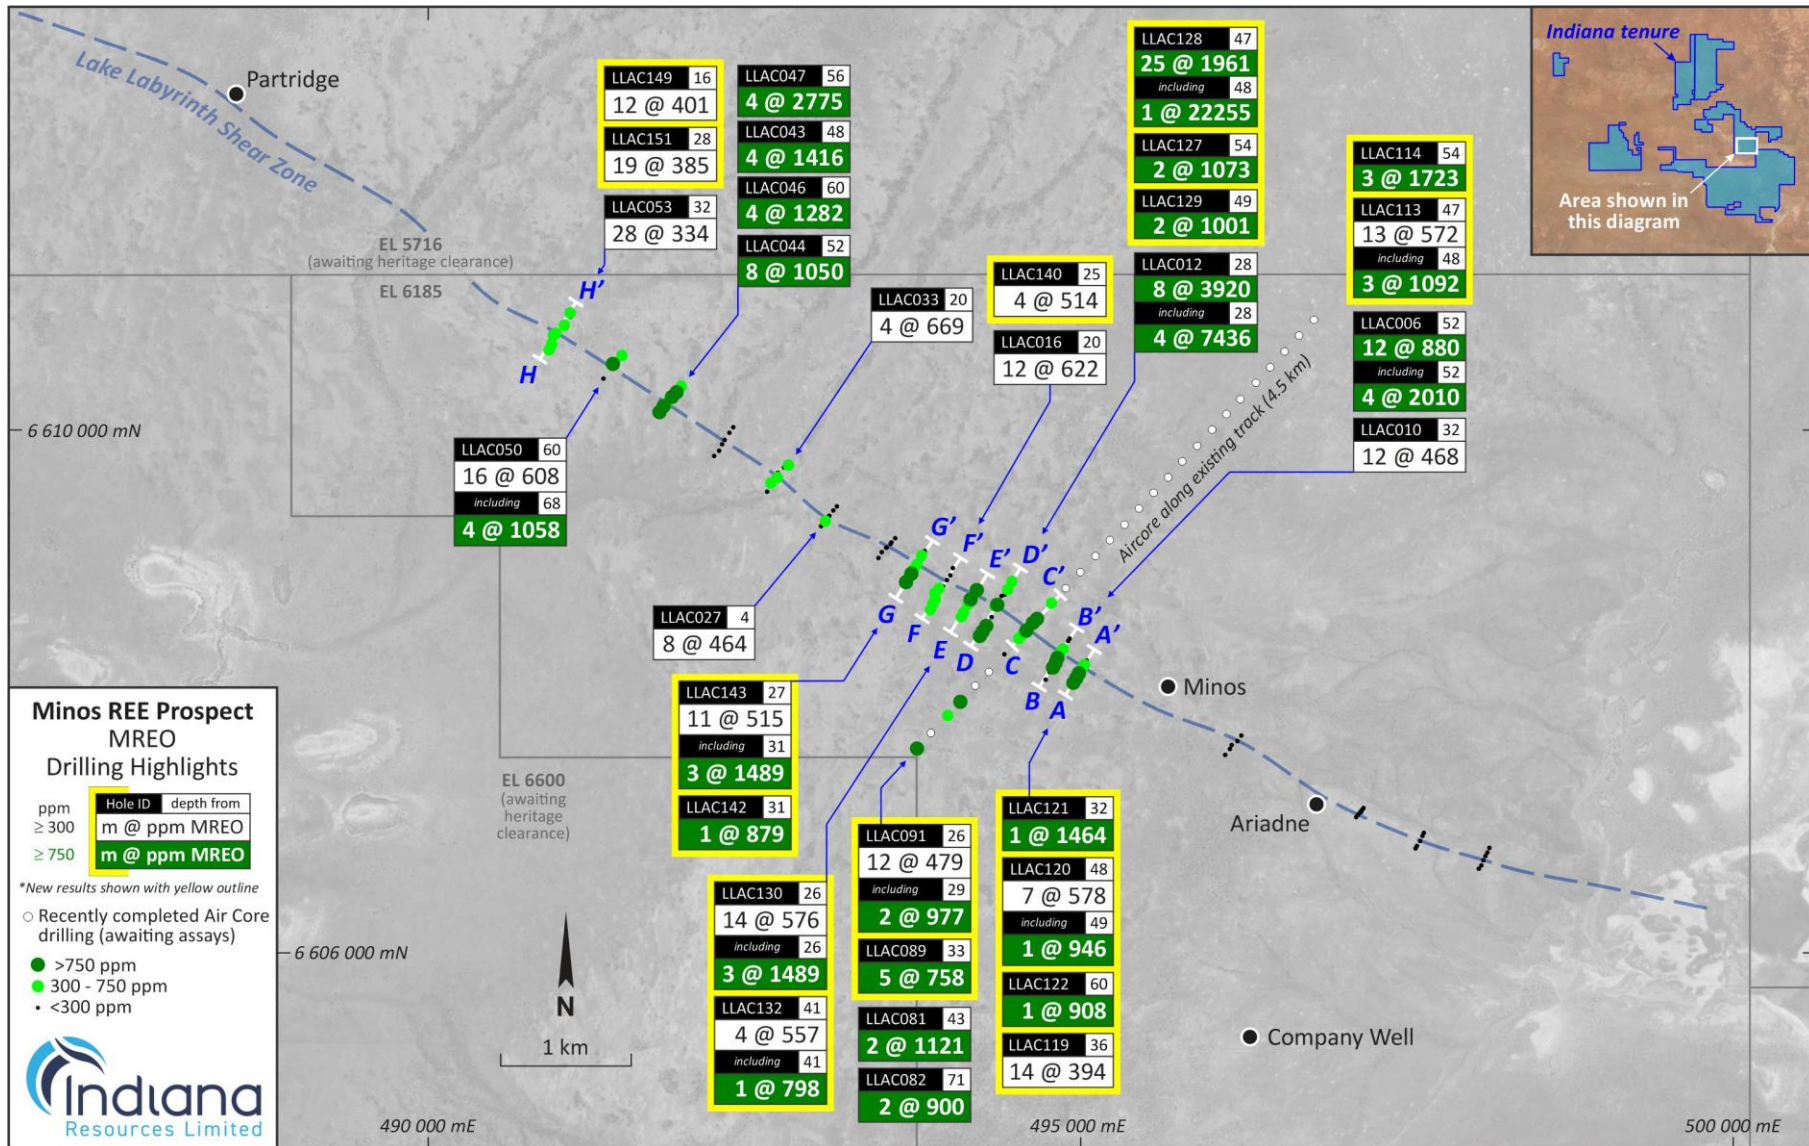 Lake Labyrinth Shear Zone
Partridge
EL 5716
(awaiting heritage clearance)
EL 6185
LLAC149 16
12 @ 401
LLAC151 28
19 @ 385
LLAC053 32
28 @ 334
LLAC047 56
4 @ 2775
LLAC043 48
4 @ 1416
LLAC046 60
4 @ 1282
LLAC044 52
8 @ 1050
LLAC033 20
4 @ 669
LLAC140 25
4 @ 514
LLAC016 20
12 @ 622
LLAC128 47
25 @ 1961
including 48
1 @ 22255
LLAC127 54
2 @ 1073
LLAC129 49
2 @ 1001
LLAC012 28
8 @ 3920
including 28
4 @ 7436
LLAC114 54
3 @ 1723
LLAC113 47
13 @ 572
including 48
3 @ 1092
LLAC006 52
12 @ 880
including 52
4 @ 2010
LLAC010 32
12 @ 468
Indiana tenure
Area shown in
this diagram
H'
H
6 610 000 mN
LLAC050 60
16 @ 608
including 68
4 @ 1058
Aircore along existing track (4.5 km)
G'
F'
E'
D'
C'
B'
A'
G
F
E
D
C
B
A
LLAC027 4
8 @ 464
Minos
Ariadne
Company Well
LLAC143 27
11 @ 515
including 31
3 @ 1489
LLAC142 31
1 @ 879
EL 6600
(awaiting
heritage
clearance)
LLAC130 26
14 @ 576
including 26
3 @ 1489
LLAC132 41
4 @ 557
including 41
1 @ 798
LLAC091 26
12 @ 479
including 29
2 @ 977
LLAC089 33
5 @ 758
LLAC081 43
2 @ 1121
LLAC082 71
2 @ 900
LLAC121 32
1 @ 1464
LLAC120 48
7 @ 578
including 49
1 @ 946
LLAC122 60
1 @ 908
LLAC119 36
14 @ 394
Minos REE Prospect
MREO
Drilling Highlights
ppm Hole ID depth from
≥ 300 m @ ppm MREO
≥ 750 m @ ppm MREO
*New results shown with yellow outline
Recently completed Air Core
drilling (awaiting assays)
>750 ppm
300 - 750 ppm
<300 ppm
Indiana
Resources Limited
6 606 000 mN
N
1 km
490 000 mE
495 000 mE
500 000 mE